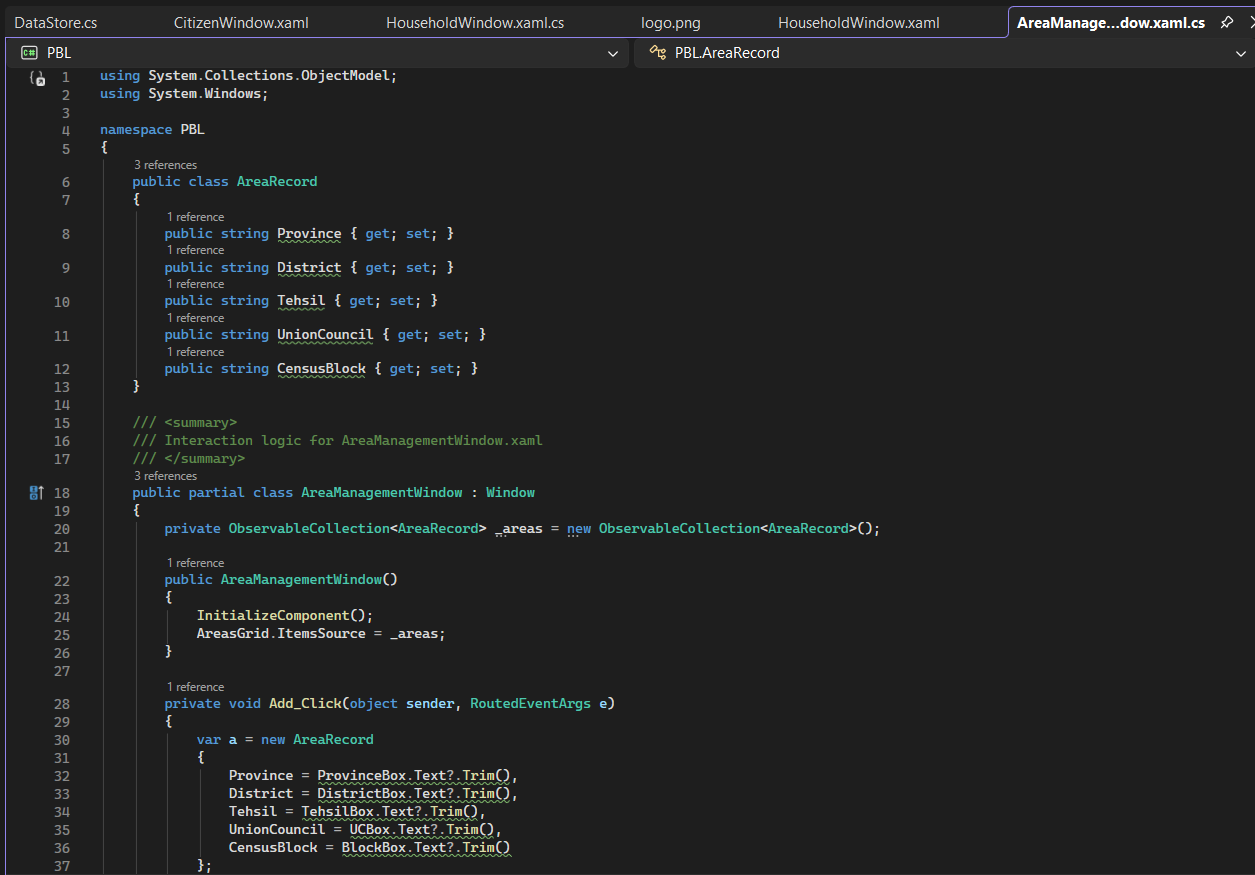 DataStore.cs CitizenWindow.xaml HouseholdWindow.xaml.cs logo.png HouseholdWindow.xaml AreaManage...dow.xaml.cs
C# PBL PBL.AreaRecord
1 using System.Collections.ObjectModel;
2 using System.Windows;
3
4 namespace PBL
5 {
3 references
6 public class AreaRecord
7 {
1 reference
8 public string Province { get; set; }
1 reference
9 public string District { get; set; }
1 reference
10 public string Tehsil { get; set; }
1 reference
11 public string UnionCouncil { get; set; }
1 reference
12 public string CensusBlock { get; set; }
13 }
14
15 /// <summary>
16 /// Interaction logic for AreaManagementWindow.xaml
17 /// </summary>
3 references
18 public partial class AreaManagementWindow : Window
19 {
20 private ObservableCollection<AreaRecord> _areas = new ObservableCollection<AreaRecord>();
21
1 reference
22 public AreaManagementWindow()
23 {
24 InitializeComponent();
25 AreasGrid.ItemsSource = _areas;
26 }
27
1 reference
28 private void Add_Click(object sender, RoutedEventArgs e)
29 {
30 var a = new AreaRecord
31 {
32 Province = ProvinceBox.Text?.Trim(),
33 District = DistrictBox.Text?.Trim(),
34 Tehsil = TehsilBox.Text?.Trim(),
35 UnionCouncil = UCBox.Text?.Trim(),
36 CensusBlock = BlockBox.Text?.Trim()
37 };